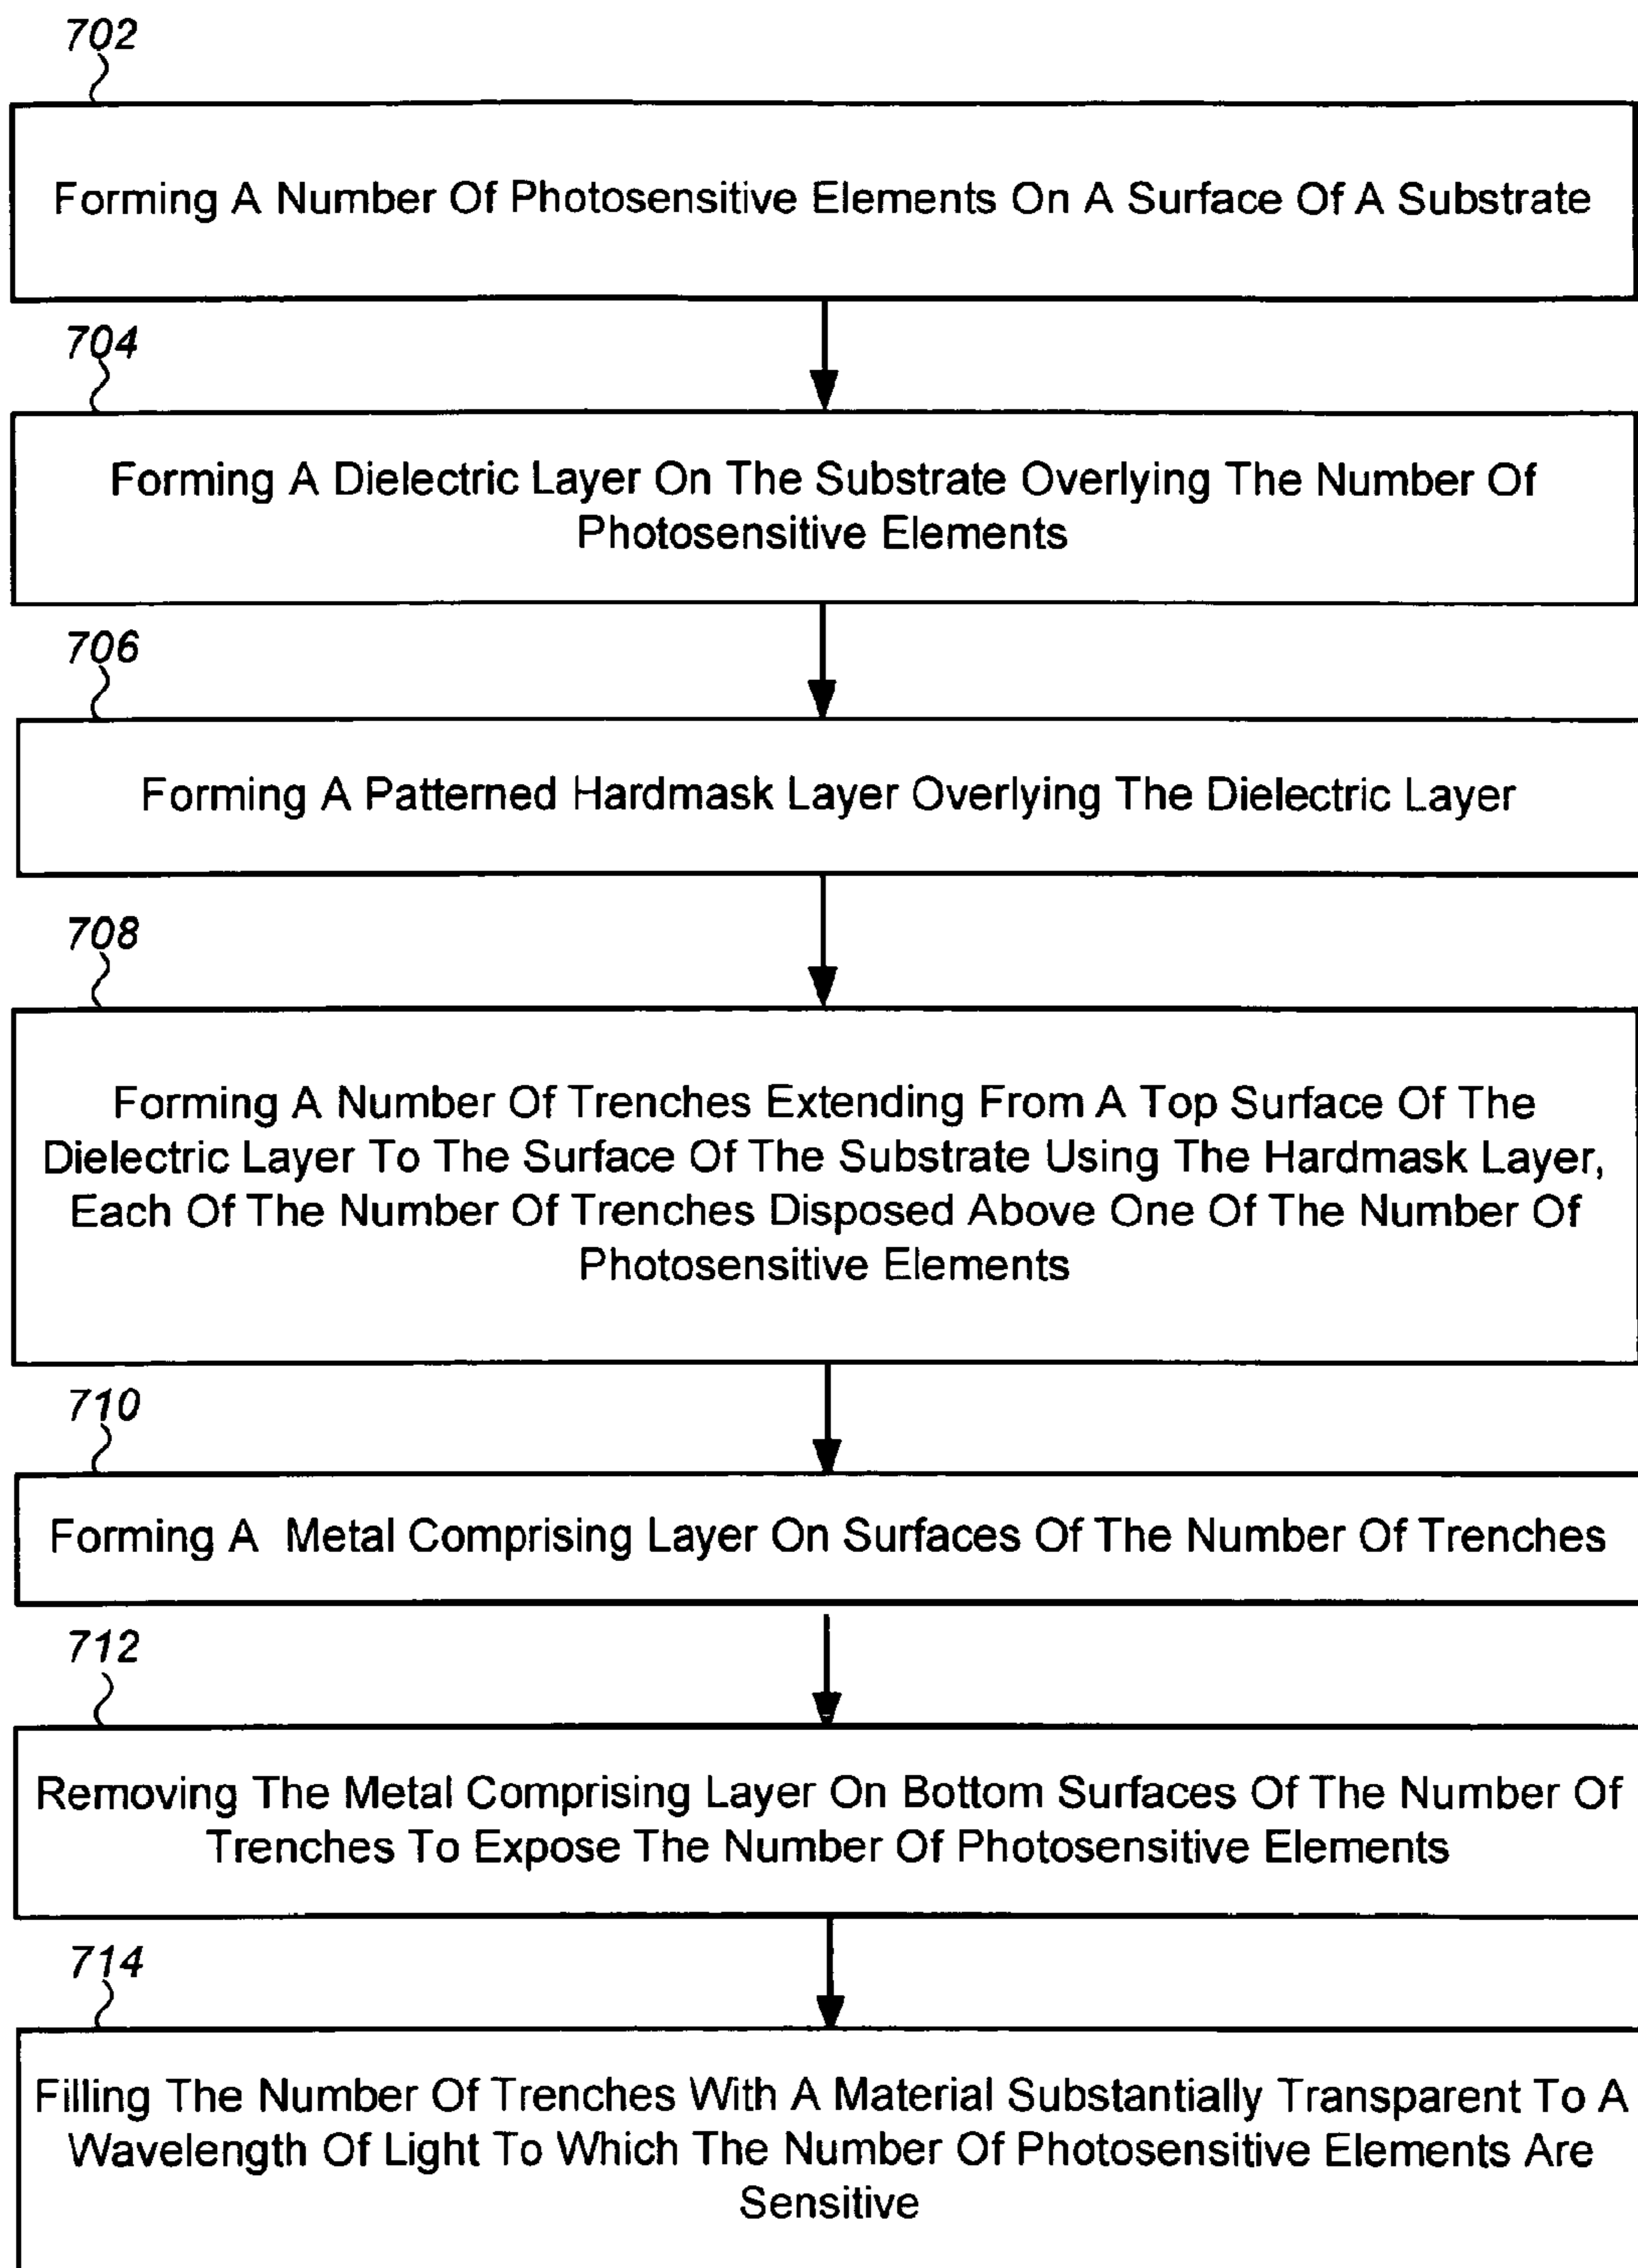 702
Forming A Number Of Photosensitive Elements On A Surface Of A Substrate
704
Forming A Dielectric Layer On The Substrate Overlying The Number Of
Photosensitive Elements
706
Forming A Patterned Hardmask Layer Overlying The Dielectric Layer
708
Forming A Number Of Trenches Extending From A Top Surface Of The
Dielectric Layer To The Surface Of The Substrate Using The Hardmask Layer,
Each Of The Number Of Trenches Disposed Above One Of The Number Of
Photosensitive Elements
710
Forming A Metal Comprising Layer On Surfaces Of The Number Of Trenches
712
Removing The Metal Comprising Layer On Bottom Surfaces Of The Number Of
Trenches To Expose The Number Of Photosensitive Elements
714
Filling The Number Of Trenches With A Material Substantially Transparent To A
Wavelength Of Light To Which The Number Of Photosensitive Elements Are
Sensitive